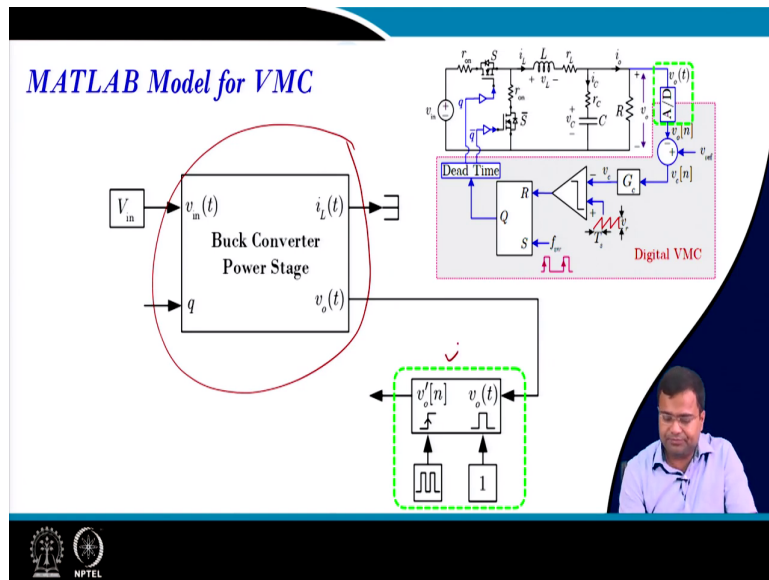 MATLAB Model for VMC
r_on
S
i_L
L
r_L
i_o
+ v_L −
v_o(t)
v_in
q
r_on
S̅
q̅
i_C
r_C
+
v_C
−
C
R
+
v_o
−
A/D
v_o[n]
v_ref
v_e[n]
Dead Time
R
Q
S
f_sw
v_c
G_c
−
+
v_r
T_s
Digital VMC
V_in
v_in(t)
i_L(t)
Buck Converter
Power Stage
q
v_o(t)
v_o′[n]
v_o(t)
1
NPTEL